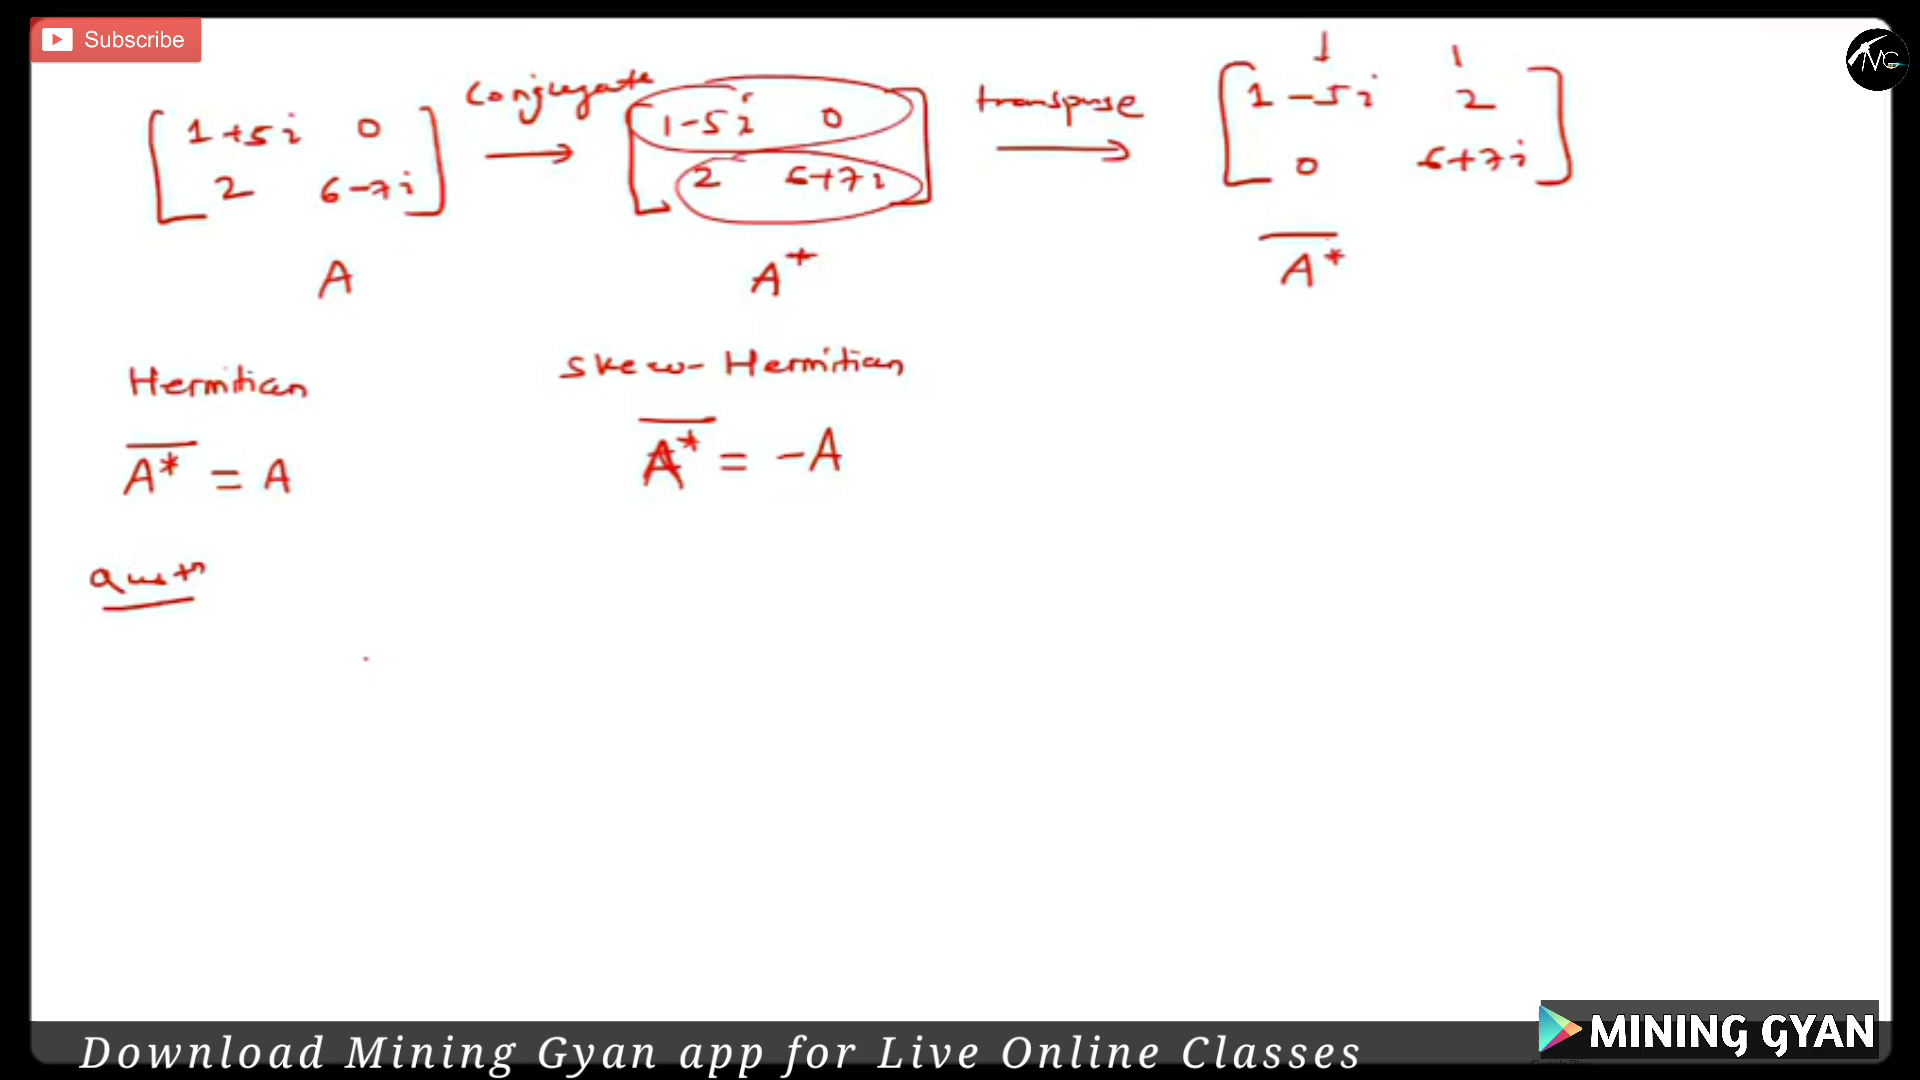 Subscribe
MG
[1+5i 0
2 6-7i] conjugate → [1-5i 0
2 6+7i] transpose → [1-5i 2
0 6+7i]
A A* A̅*̅
Hermitian Skew-Hermitian
A̅*̅ = A A̅*̅ = -A
Download Mining Gyan app for Live Online Classes
MINING GYAN